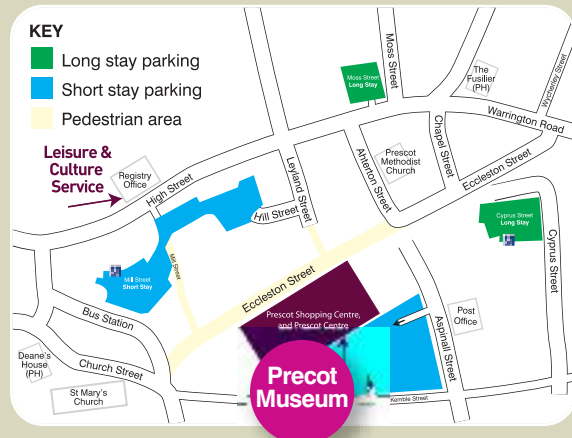 KEY
Long stay parking
Short stay parking
Pedestrian area
Leisure &
Culture
Service
Registry
Office
High Street
Moss Street
Moss Street
Long Stay
The
Fusilier
(PH)
Wycherley Street
Warrington Road
Leyland Street
Ahterton Street
Prescot
Methodist
Church
Chapel Street
Eccleston Street
Hill Street
Mill Street
Mill Street
Short Stay
Eccleston Street
Cyprus Street
Long Stay
Cyprus Street
Bus Station
Prescot Shopping Centre,
and Prescot Centre
Post
Office
Aspinall Street
Deane's
House
(PH)
Church Street
St Mary's
Church
Precot
Museum
Kemble Street